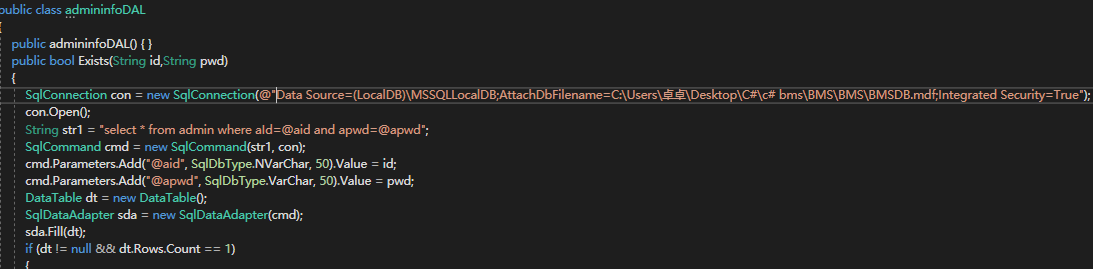 public class admininfoDAL
{
public admininfoDAL() { }
public bool Exists(String id,String pwd)
{
SqlConnection con = new SqlConnection(@"Data Source=(LocalDB)\MSSQLLocalDB;AttachDbFilename=C:\Users\卓卓\Desktop\C#\c# bms\BMS\BMS\BMSDB.mdf;Integrated Security=True");
con.Open();
String str1 = "select * from admin where aId=@aid and apwd=@apwd";
SqlCommand cmd = new SqlCommand(str1, con);
cmd.Parameters.Add("@aid", SqlDbType.NVarChar, 50).Value = id;
cmd.Parameters.Add("@apwd", SqlDbType.VarChar, 50).Value = pwd;
DataTable dt = new DataTable();
SqlDataAdapter sda = new SqlDataAdapter(cmd);
sda.Fill(dt);
if (dt != null && dt.Rows.Count == 1)
{